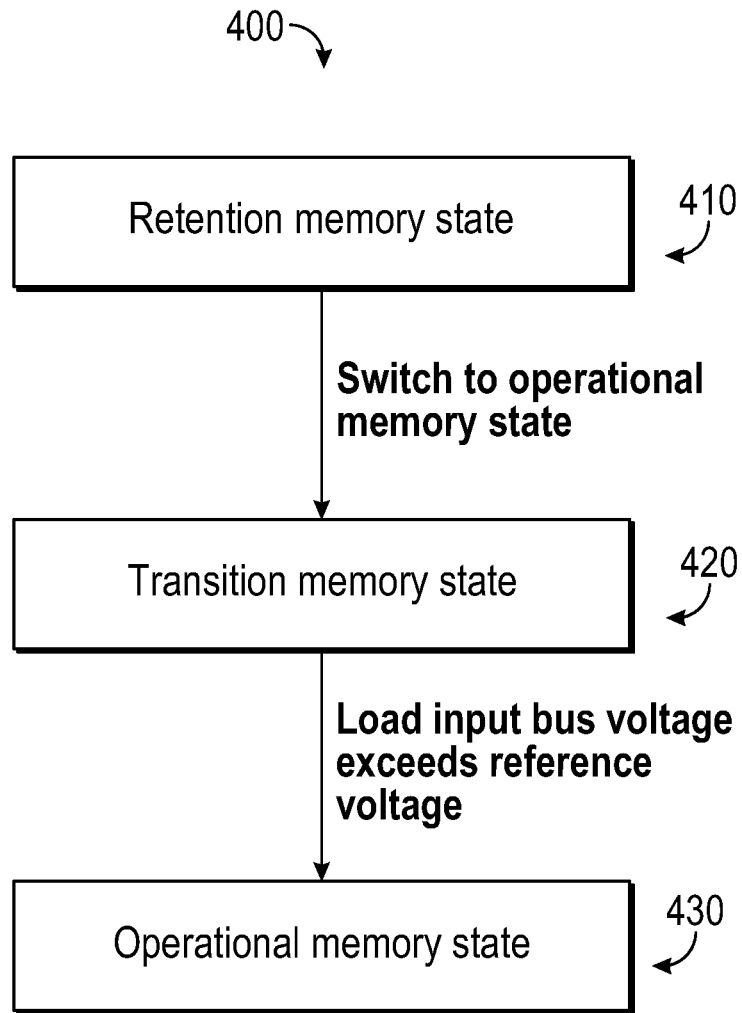 400
Retention memory state
410
Switch to operational
memory state
Transition memory state
420
Load input bus voltage
exceeds reference
voltage
Operational memory state
430